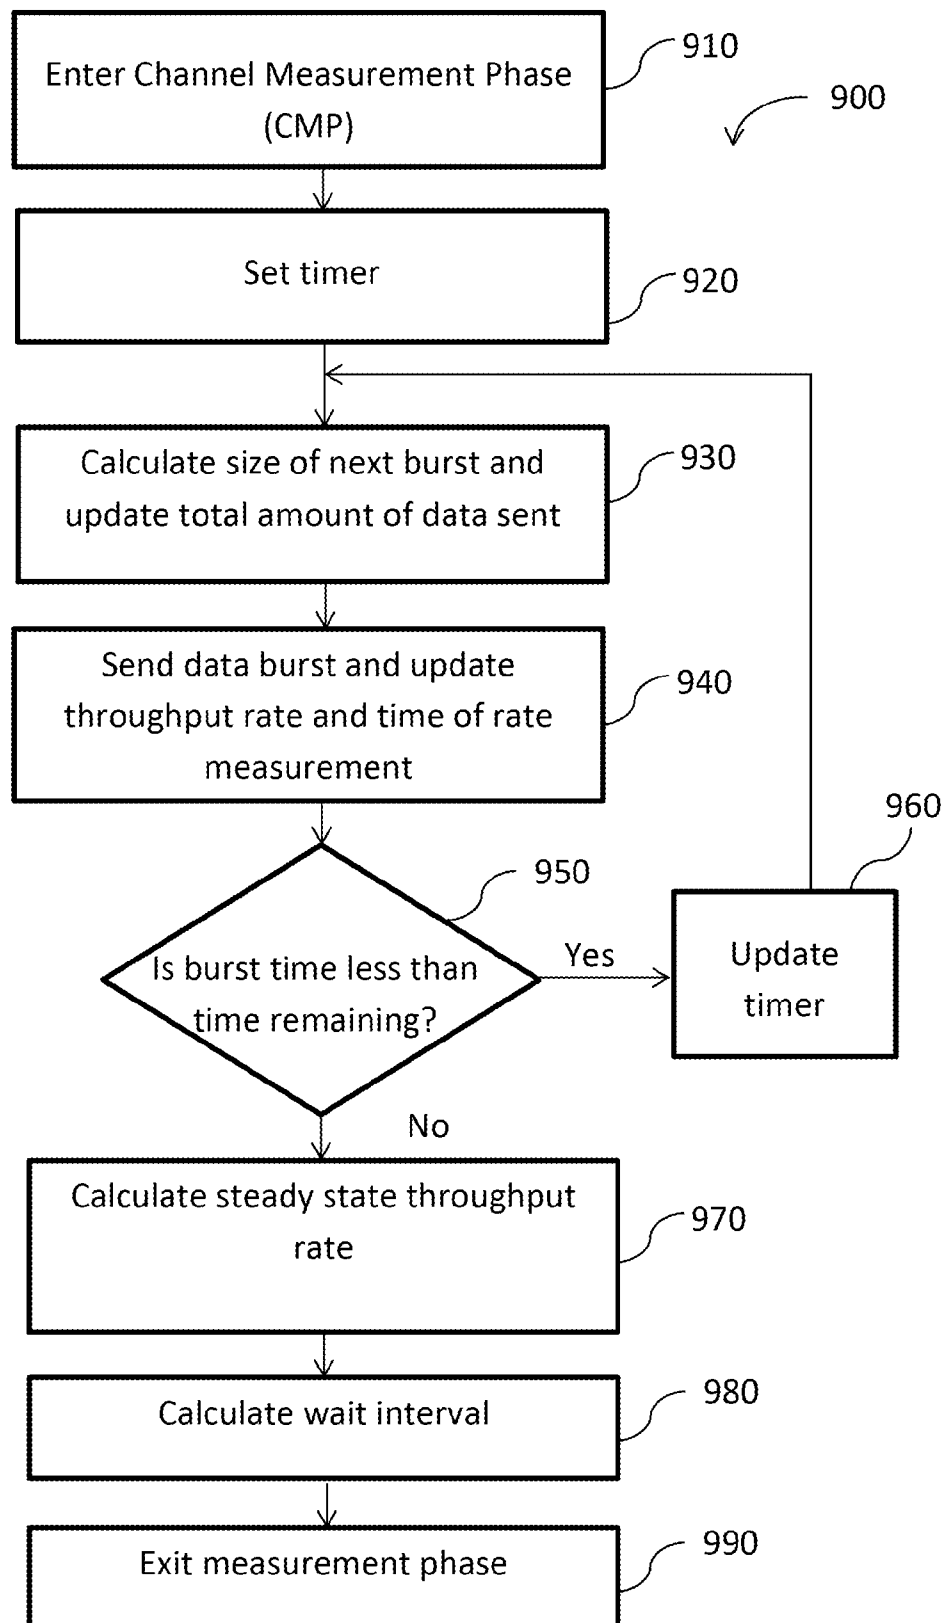 910
Enter Channel Measurement Phase
(CMP)
900
Set timer
920
Calculate size of next burst and
update total amount of data sent
930
Send data burst and update
throughput rate and time of rate
measurement
940
960
950
Is burst time less than
time remaining?
Yes
Update
timer
No
Calculate steady state throughput
rate
970
Calculate wait interval
980
Exit measurement phase
990